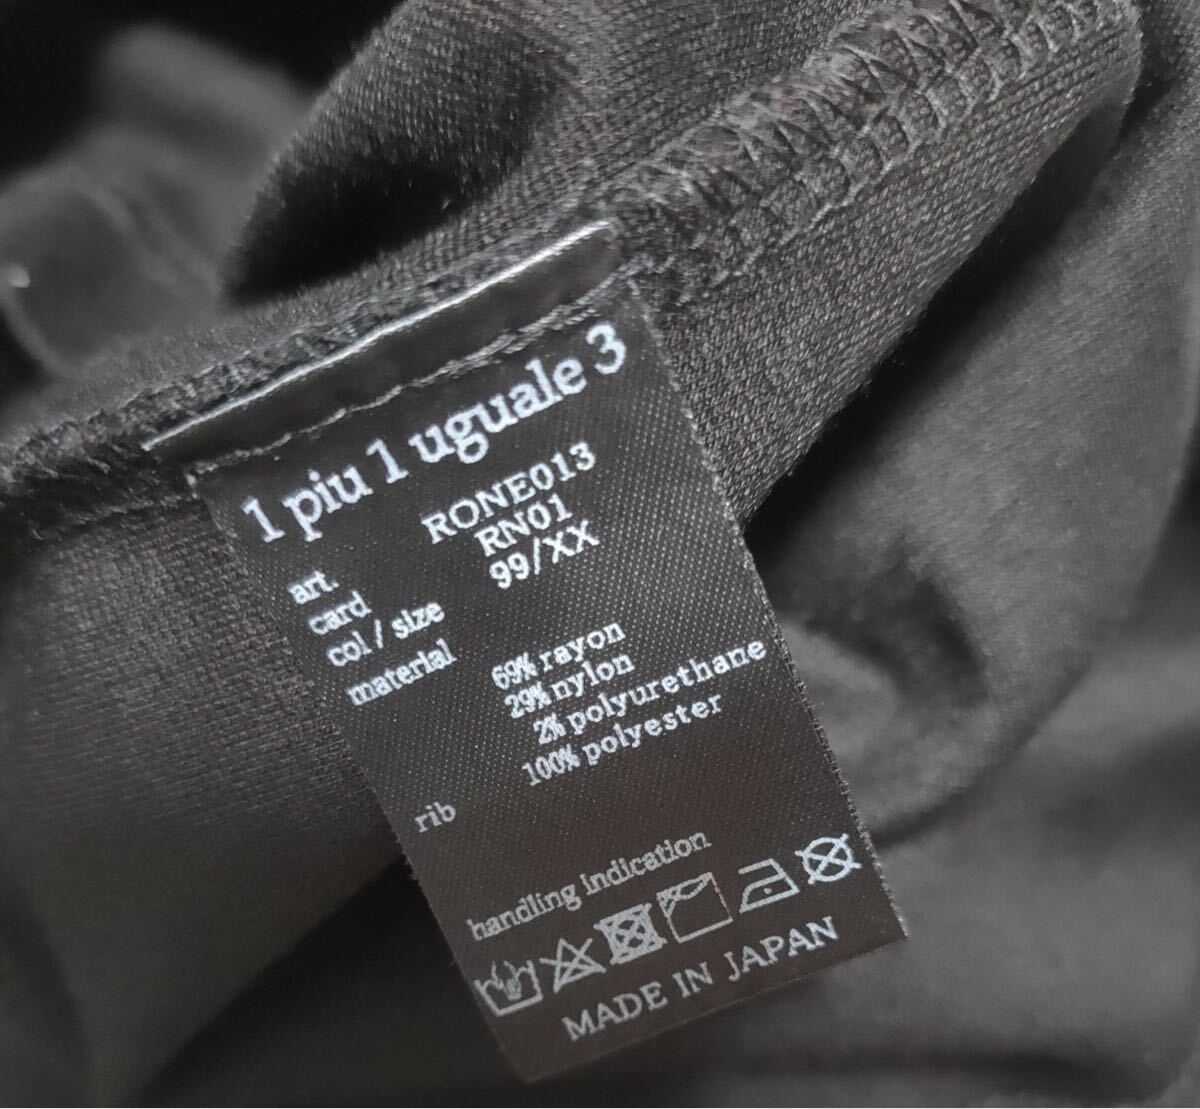 1 piu 1 uguale 3
art. RONE013
card RN01
col / size 99/XX
material 69% rayon
29% nylon
2% polyurethane
rib 100% polyester
handling indication
MADE IN JAPAN